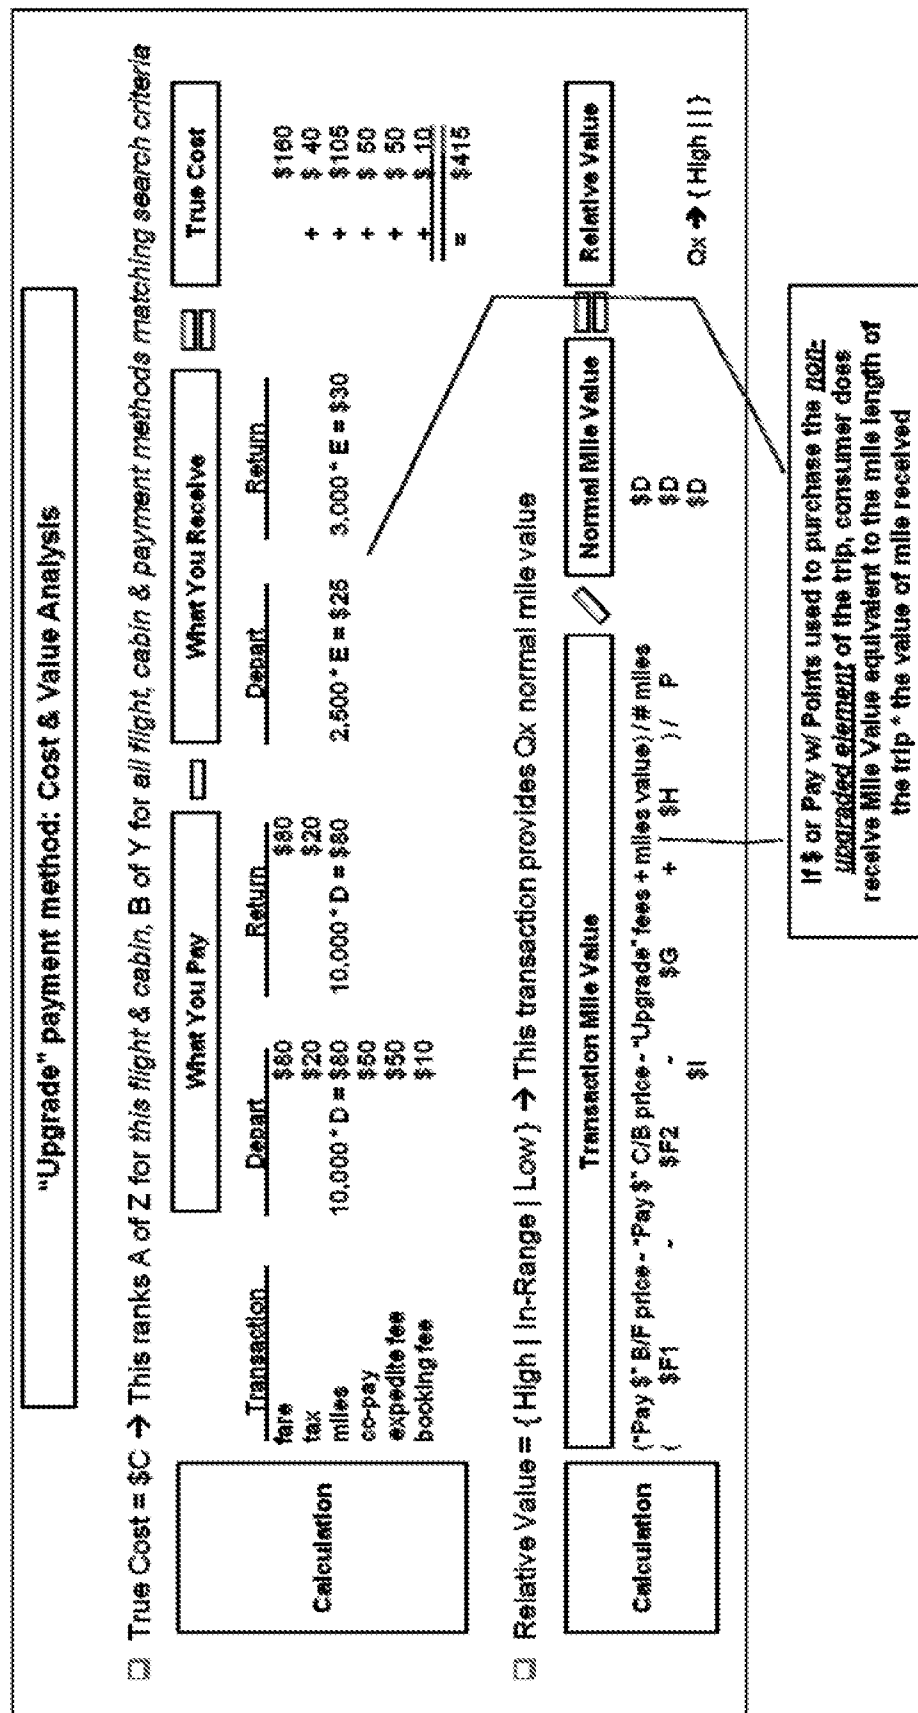 "Upgrade" payment method: Cost & Value Analysis
True Cost = $C → This ranks A of Z for this flight & cabin, B of Y for all flight, cabin & payment methods matching search criteria
Calculation
What You Pay
What You Receive
True Cost
Transaction Depart Return Depart Return
fare $80 $80 $160
tax $20 $20 + $ 40
miles 10,000 * D = $80 10,000 * D = $80 2,500 * E = $25 3,000 * E = $30 + $105
co-pay $50 + $ 50
expedite fee $50 + $ 50
booking fee $10 + $ 10
= $415
Relative Value = { High | In-Range | Low } → This transaction provides Qx normal mile value
Calculation
Transaction Mile Value
Normal Mile Value
Relative Value
("Pay $" B/F price - "Pay $" C/B price - "Upgrade" fees + miles value) / # miles $D
( $F1 - $F2 - $G + $H ) / P $D
$I $D Qx → { High | | }
If $ or Pay w/ Points used to purchase the non-
upgraded element of the trip, consumer does
receive Mile Value equivalent to the mile length of
the trip * the value of mile received